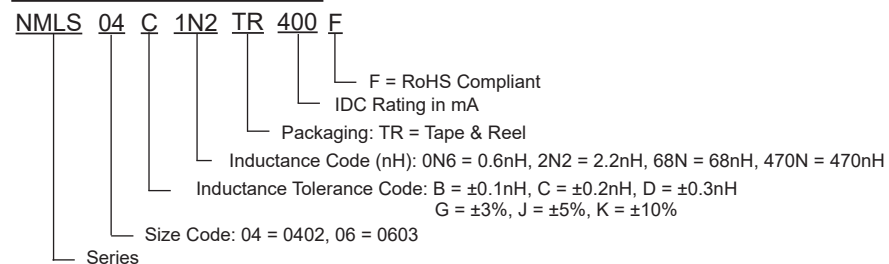 NMLS 04 C 1N2 TR 400 F
F = RoHS Compliant
IDC Rating in mA
Packaging: TR = Tape & Reel
Inductance Code (nH): 0N6 = 0.6nH, 2N2 = 2.2nH, 68N = 68nH, 470N = 470nH
Inductance Tolerance Code: B = ±0.1nH, C = ±0.2nH, D = ±0.3nH
G = ±3%, J = ±5%, K = ±10%
Size Code: 04 = 0402, 06 = 0603
Series